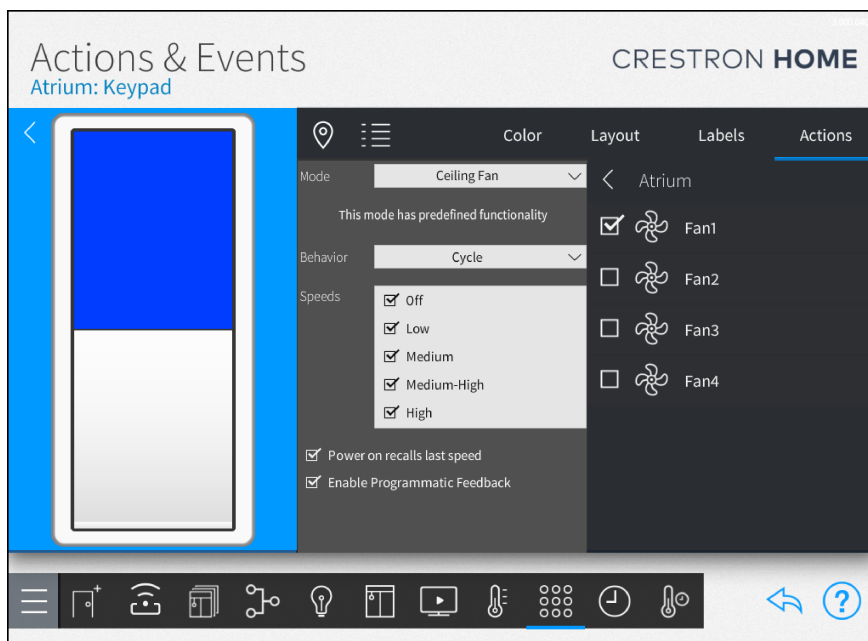 Actions & Events
CRESTRON HOME
Atrium: Keypad
Color Layout Labels Actions
Mode Ceiling Fan
This mode has predefined functionality
Behavior Cycle
Speeds
Off
Low
Medium
Medium-High
High
Power on recalls last speed
Enable Programmatic Feedback
Atrium
Fan1
Fan2
Fan3
Fan4
?